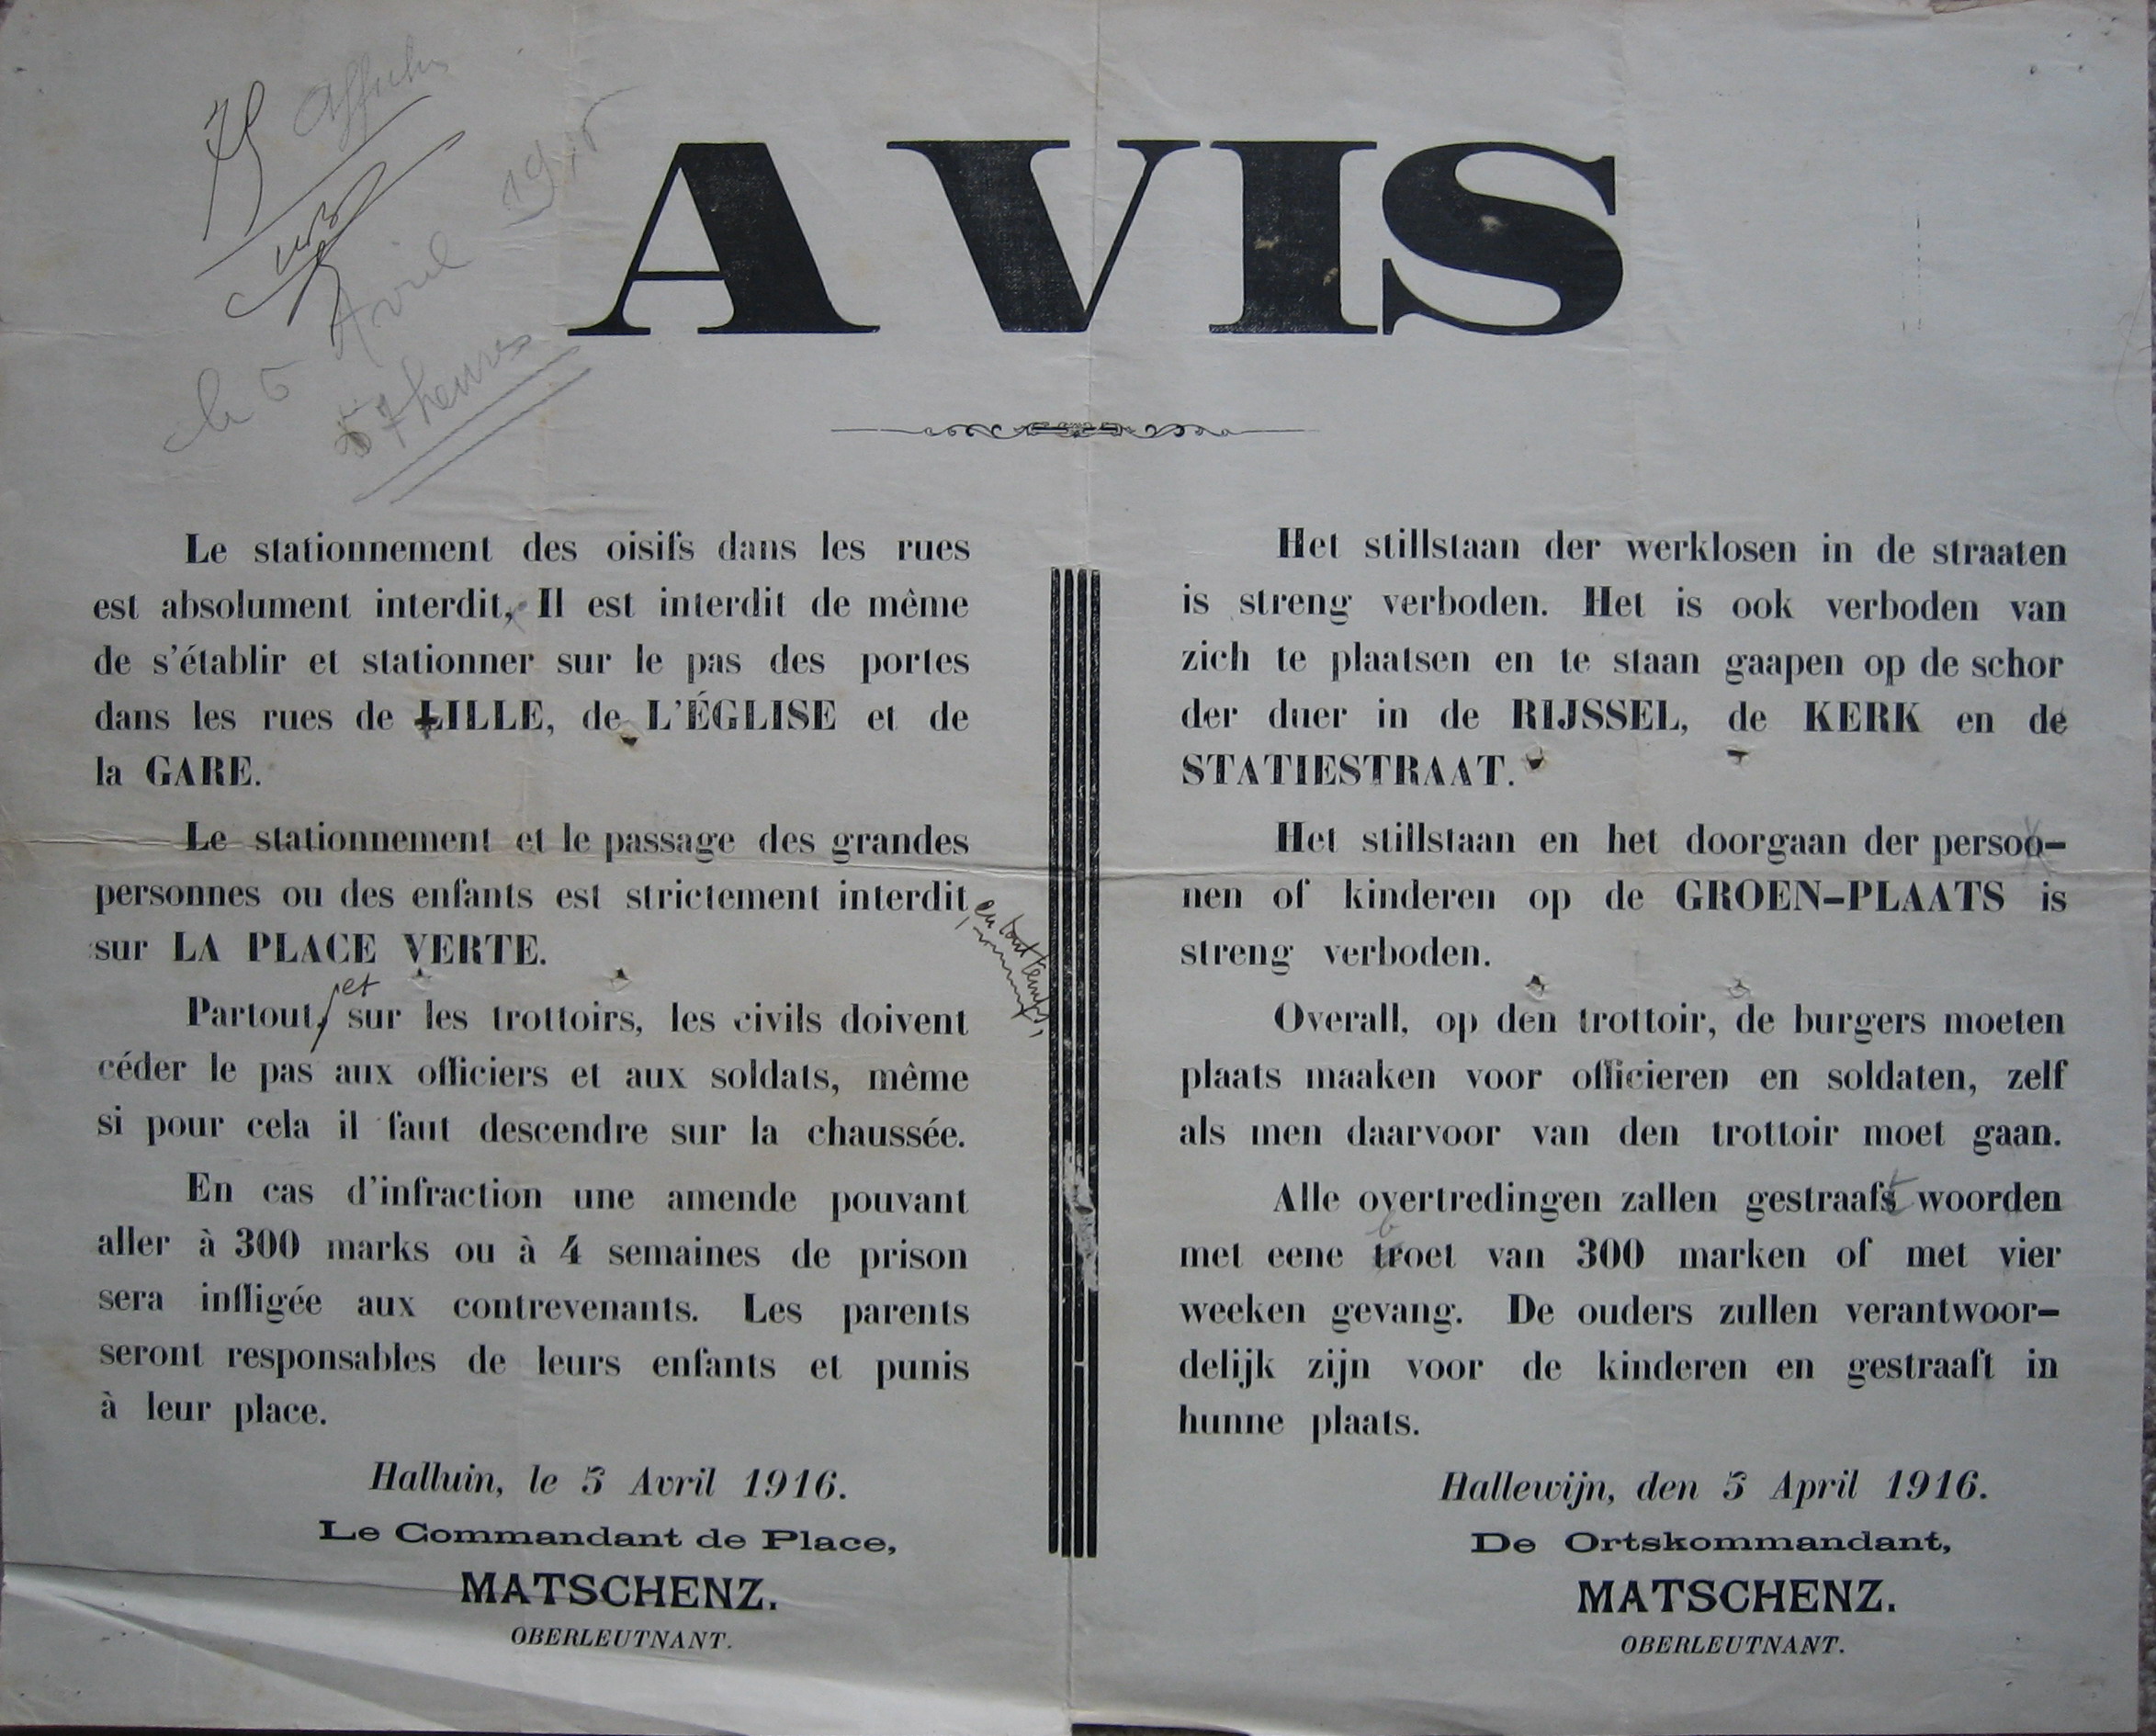 75 affiches
le 5 Avril 1916
7 heures
AVIS
Le stationnement des oisifs dans les rues
est absolument interdit, Il est interdit de même
de s'établir et stationner sur le pas des portes
dans les rues de LILLE, de L'ÉGLISE et de
la GARE.
Le stationnement et le passage des grandes
personnes ou des enfants est strictement interdit, en tout temps,
sur LA PLACE VERTE.
Partout, et sur les trottoirs, les civils doivent
céder le pas aux officiers et aux soldats, même
si pour cela il faut descendre sur la chaussée.
En cas d'infraction une amende pouvant
aller à 300 marks ou à 4 semaines de prison
sera infligée aux contrevenants. Les parents
seront responsables de leurs enfants et punis
à leur place.
Halluin, le 5 Avril 1916.
Le Commandant de Place,
MATSCHENZ.
OBERLEUTNANT.
Het stillstaan der werklosen in de straaten
is streng verboden. Het is ook verboden van
zich te plaatsen en te staan gaapen op de schor
der duer in de RIJSSEL, de KERK en de
STATIESTRAAT.
Het stillstaan en het doorgaan der persoo-
nen of kinderen op de GROEN-PLAATS is
streng verboden.
Overall, op den trottoir, de burgers moeten
plaats maaken voor officieren en soldaten, zelf
als men daarvoor van den trottoir moet gaan.
Alle overtredingen zallen gestraafs woorden
met eene troet van 300 marken of met vier
weeken gevang. De ouders zullen verantwoor-
delijk zijn voor de kinderen en gestraaft in
hunne plaats.
Hallewijn, den 5 April 1916.
De Ortskommandant,
MATSCHENZ.
OBERLEUTNANT.